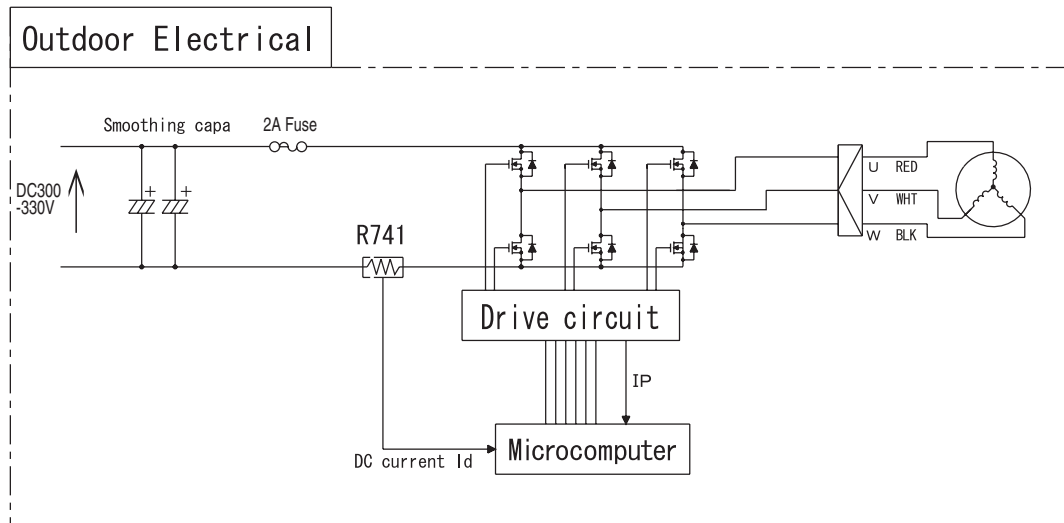 Outdoor Electrical
Smoothing capa
2A Fuse
DC300
-330V
+
+
R741
U RED
V WHT
W BLK
Drive circuit
IP
Microcomputer
DC current Id